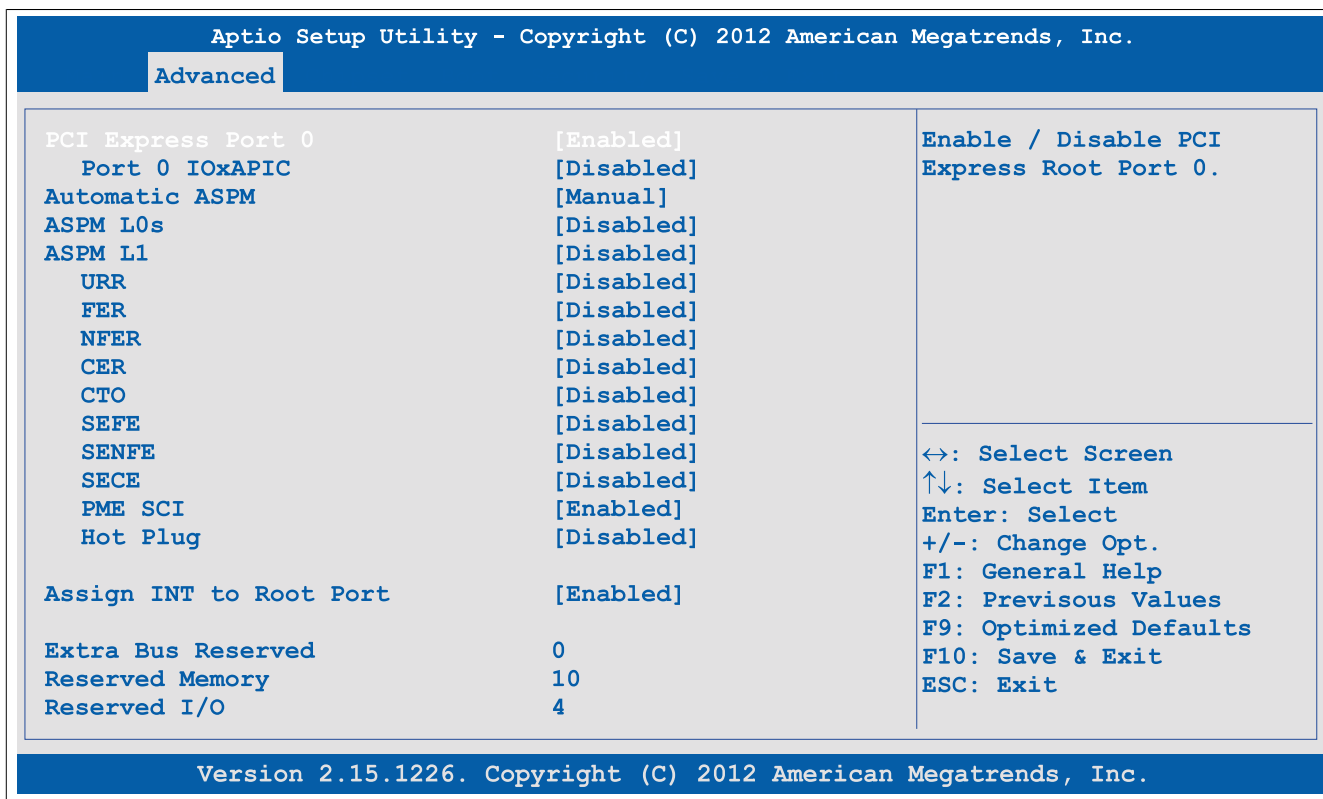 Aptio Setup Utility - Copyright (C) 2012 American Megatrends, Inc.
Advanced
PCI Express Port 0 [Enabled]
Port 0 IOxAPIC [Disabled]
Automatic ASPM [Manual]
ASPM L0s [Disabled]
ASPM L1 [Disabled]
URR [Disabled]
FER [Disabled]
NFER [Disabled]
CER [Disabled]
CTO [Disabled]
SEFE [Disabled]
SENFE [Disabled]
SECE [Disabled]
PME SCI [Enabled]
Hot Plug [Disabled]
Assign INT to Root Port [Enabled]
Extra Bus Reserved 0
Reserved Memory 10
Reserved I/O 4
Enable / Disable PCI
Express Root Port 0.
↔: Select Screen
↑↓: Select Item
Enter: Select
+/-: Change Opt.
F1: General Help
F2: Previsous Values
F9: Optimized Defaults
F10: Save & Exit
ESC: Exit
Version 2.15.1226. Copyright (C) 2012 American Megatrends, Inc.